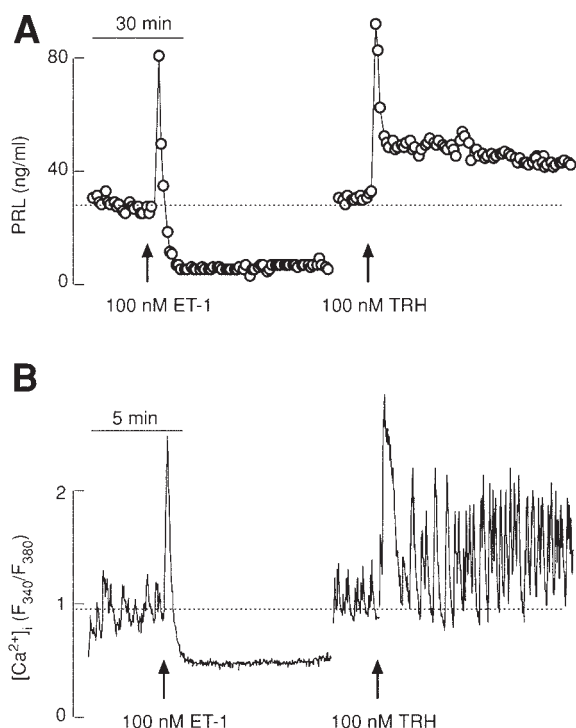 A
30 min
80
40
0
PRL (ng/ml)
100 nM ET-1
100 nM TRH
B
5 min
2
1
0
[Ca²⁺]ᵢ (F₃₄₀/F₃₈₀)
100 nM ET-1
100 nM TRH